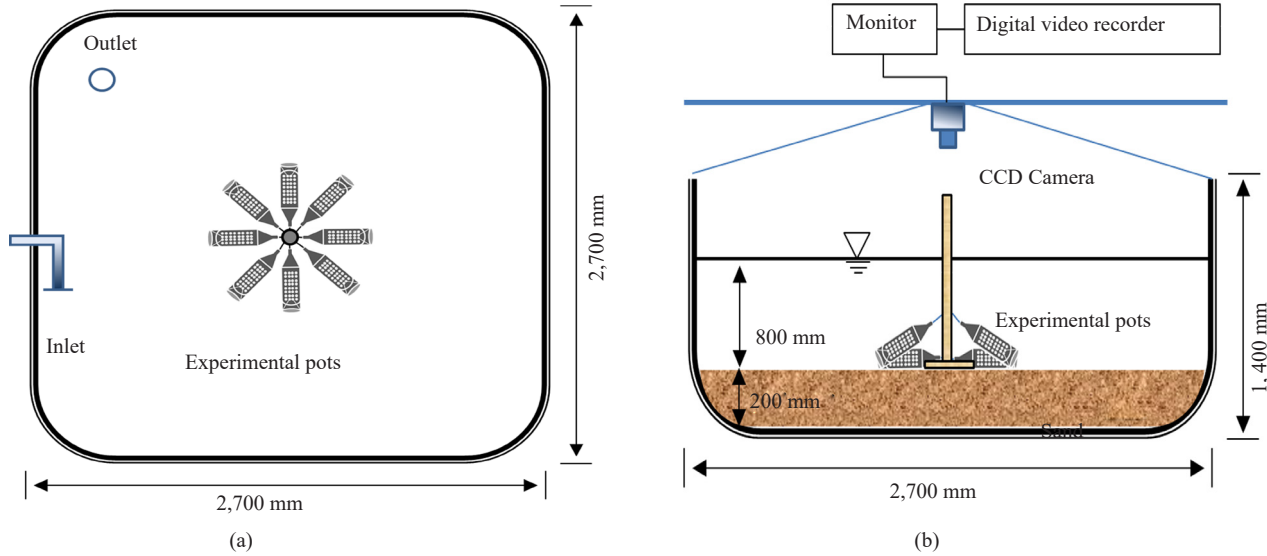 Outlet
Inlet
Experimental pots
2,700 mm
2,700 mm
(a)
Monitor
Digital video recorder
CCD Camera
Experimental pots
800 mm
200 mm
Sand
1, 400 mm
2,700 mm
(b)